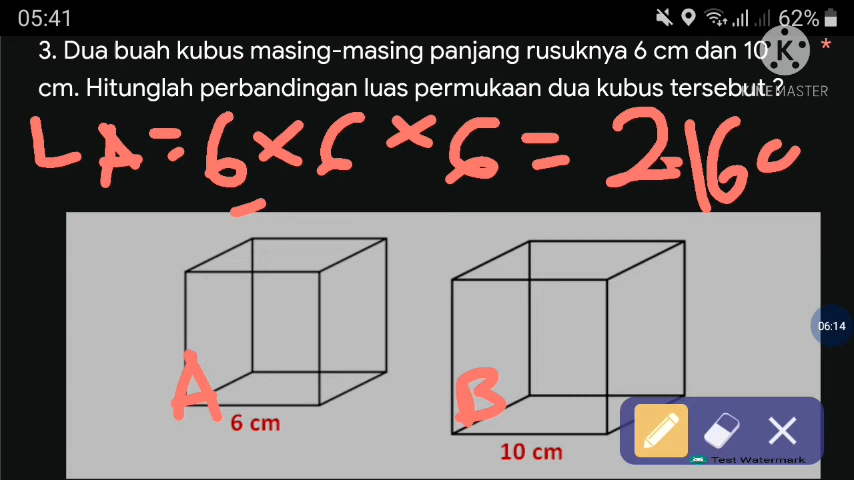 05:41 62%
3. Dua buah kubus masing-masing panjang rusuknya 6 cm dan 10 *
cm. Hitunglah perbandingan luas permukaan dua kubus tersebut ?
K
KINEMASTER
LA = 6 × 6 × 6 = 216 c
06:14
A B
6 cm
10 cm
Test Watermark